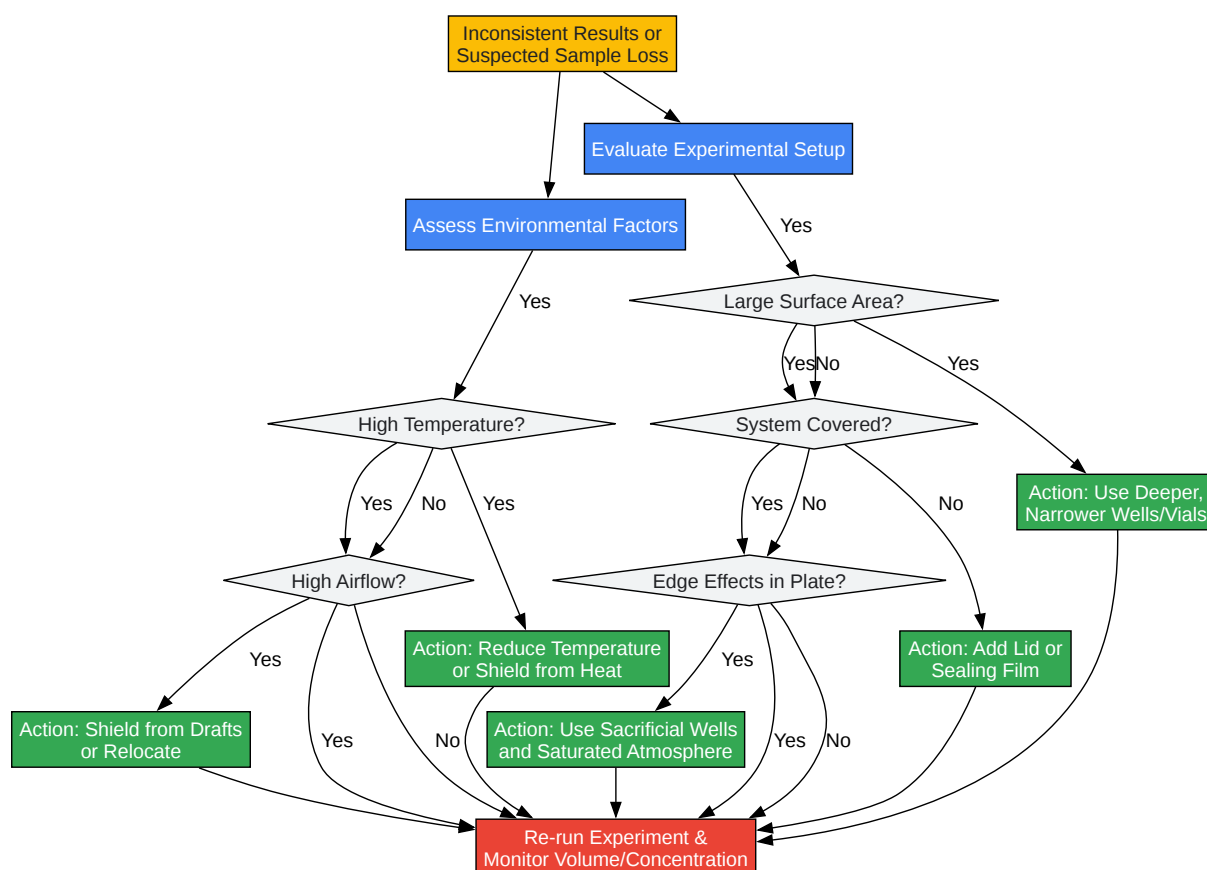 Inconsistent Results or
Suspected Sample Loss
Evaluate Experimental Setup
Assess Environmental Factors
Yes
Large Surface Area?
Yes
Yes
No
Yes
High Temperature?
System Covered?
Action: Use Deeper,
Narrower Wells/Vials
Yes
No
Yes
Yes
No
No
High Airflow?
Edge Effects in Plate?
Action: Reduce Temperature
or Shield from Heat
Action: Add Lid or
Sealing Film
Yes
Yes
Action: Shield from Drafts
or Relocate
Action: Use Sacrificial Wells
and Saturated Atmosphere
Yes
No
Yes
No
Re-run Experiment &
Monitor Volume/Concentration